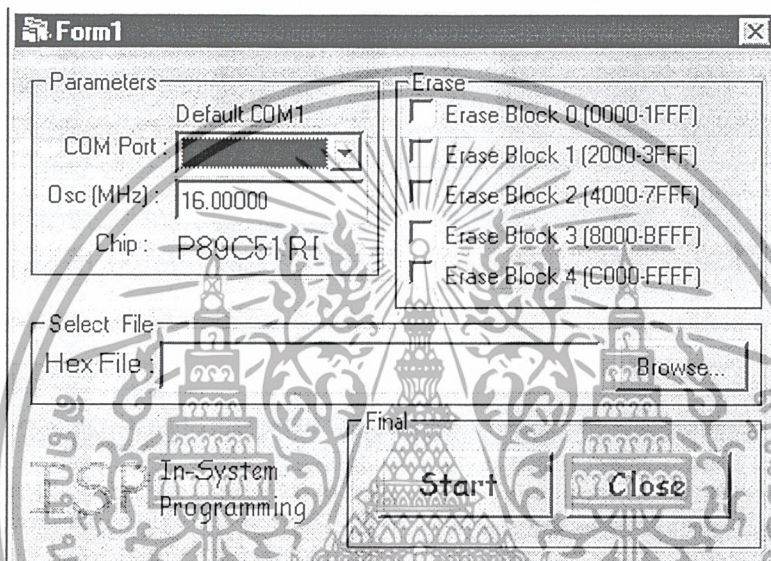 Form1
Parameters
Default COM1
COM Port :
Osc (MHz) : 16.00000
Chip : P89C51R
Erase
Erase Block 0 (0000-1FFF)
Erase Block 1 (2000-3FFF)
Erase Block 2 (4000-7FFF)
Erase Block 3 (8000-BFFF)
Erase Block 4 (C000-FFFF)
Select File
Hex File :
Browse...
ISP
In-System
Programming
Final
Start
Close